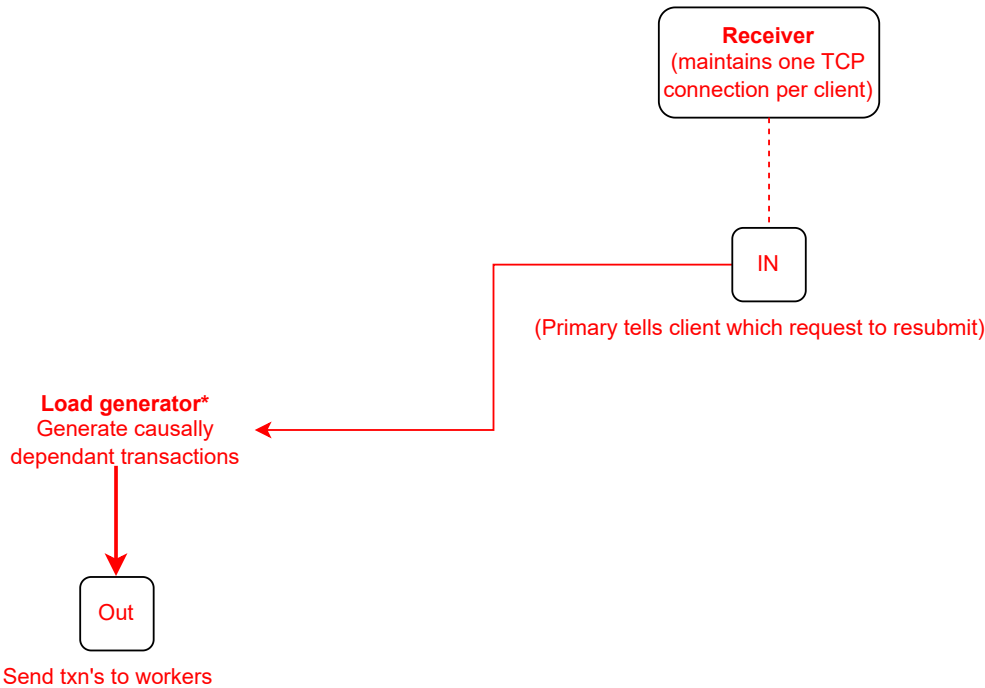 Receiver
(maintains one TCP
connection per client)
IN
(Primary tells client which request to resubmit)
Load generator*
Generate causally
dependant transactions
Out
Send txn's to workers